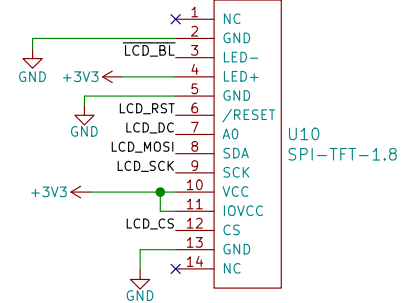 1 NC
2 GND
LCD_BL 3 LED-
GND
+3V3 4 LED+
5 GND
LCD_RST 6 /RESET
GND
LCD_DC 7 A0
U10
LCD_MOSI 8 SDA
SPI-TFT-1.8
LCD_SCK 9 SCK
+3V3 10 VCC
11 IOVCC
LCD_CS 12 CS
13 GND
14 NC
GND